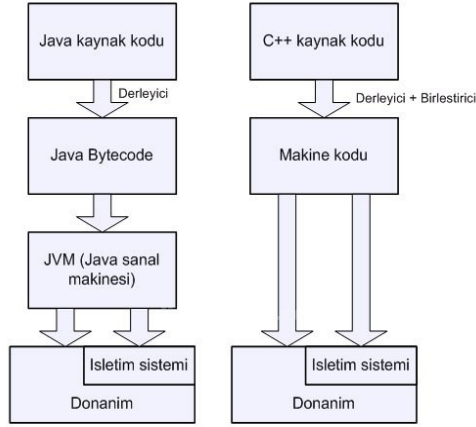 Java kaynak kodu
Derleyici
Java Bytecode
JVM (Java sanal
makinesi)
Isletim sistemi
Donanim
C++ kaynak kodu
Derleyici + Birlestirici
Makine kodu
Isletim sistemi
Donanim